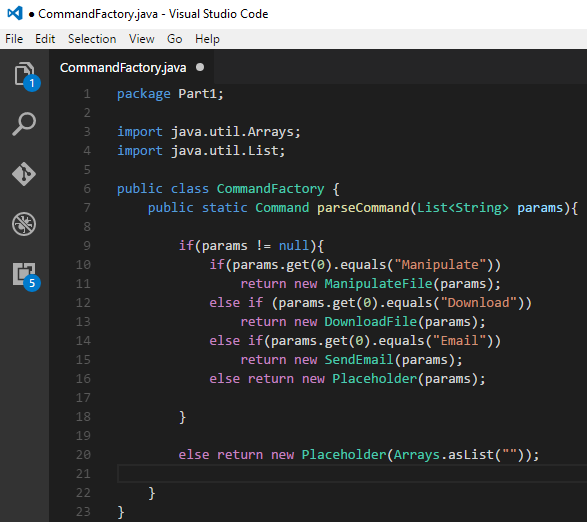 ● CommandFactory.java - Visual Studio Code
File Edit Selection View Go Help
CommandFactory.java ●
1
5
1 package Part1;
2
3 import java.util.Arrays;
4 import java.util.List;
5
6 public class CommandFactory {
7 public static Command parseCommand(List<String> params){
8
9 if(params != null){
10 if(params.get(0).equals("Manipulate"))
11 return new ManipulateFile(params);
12 else if (params.get(0).equals("Download"))
13 return new DownloadFile(params);
14 else if(params.get(0).equals("Email"))
15 return new SendEmail(params);
16 else return new Placeholder(params);
17
18 }
19
20 else return new Placeholder(Arrays.asList(""));
21
22 }
23 }